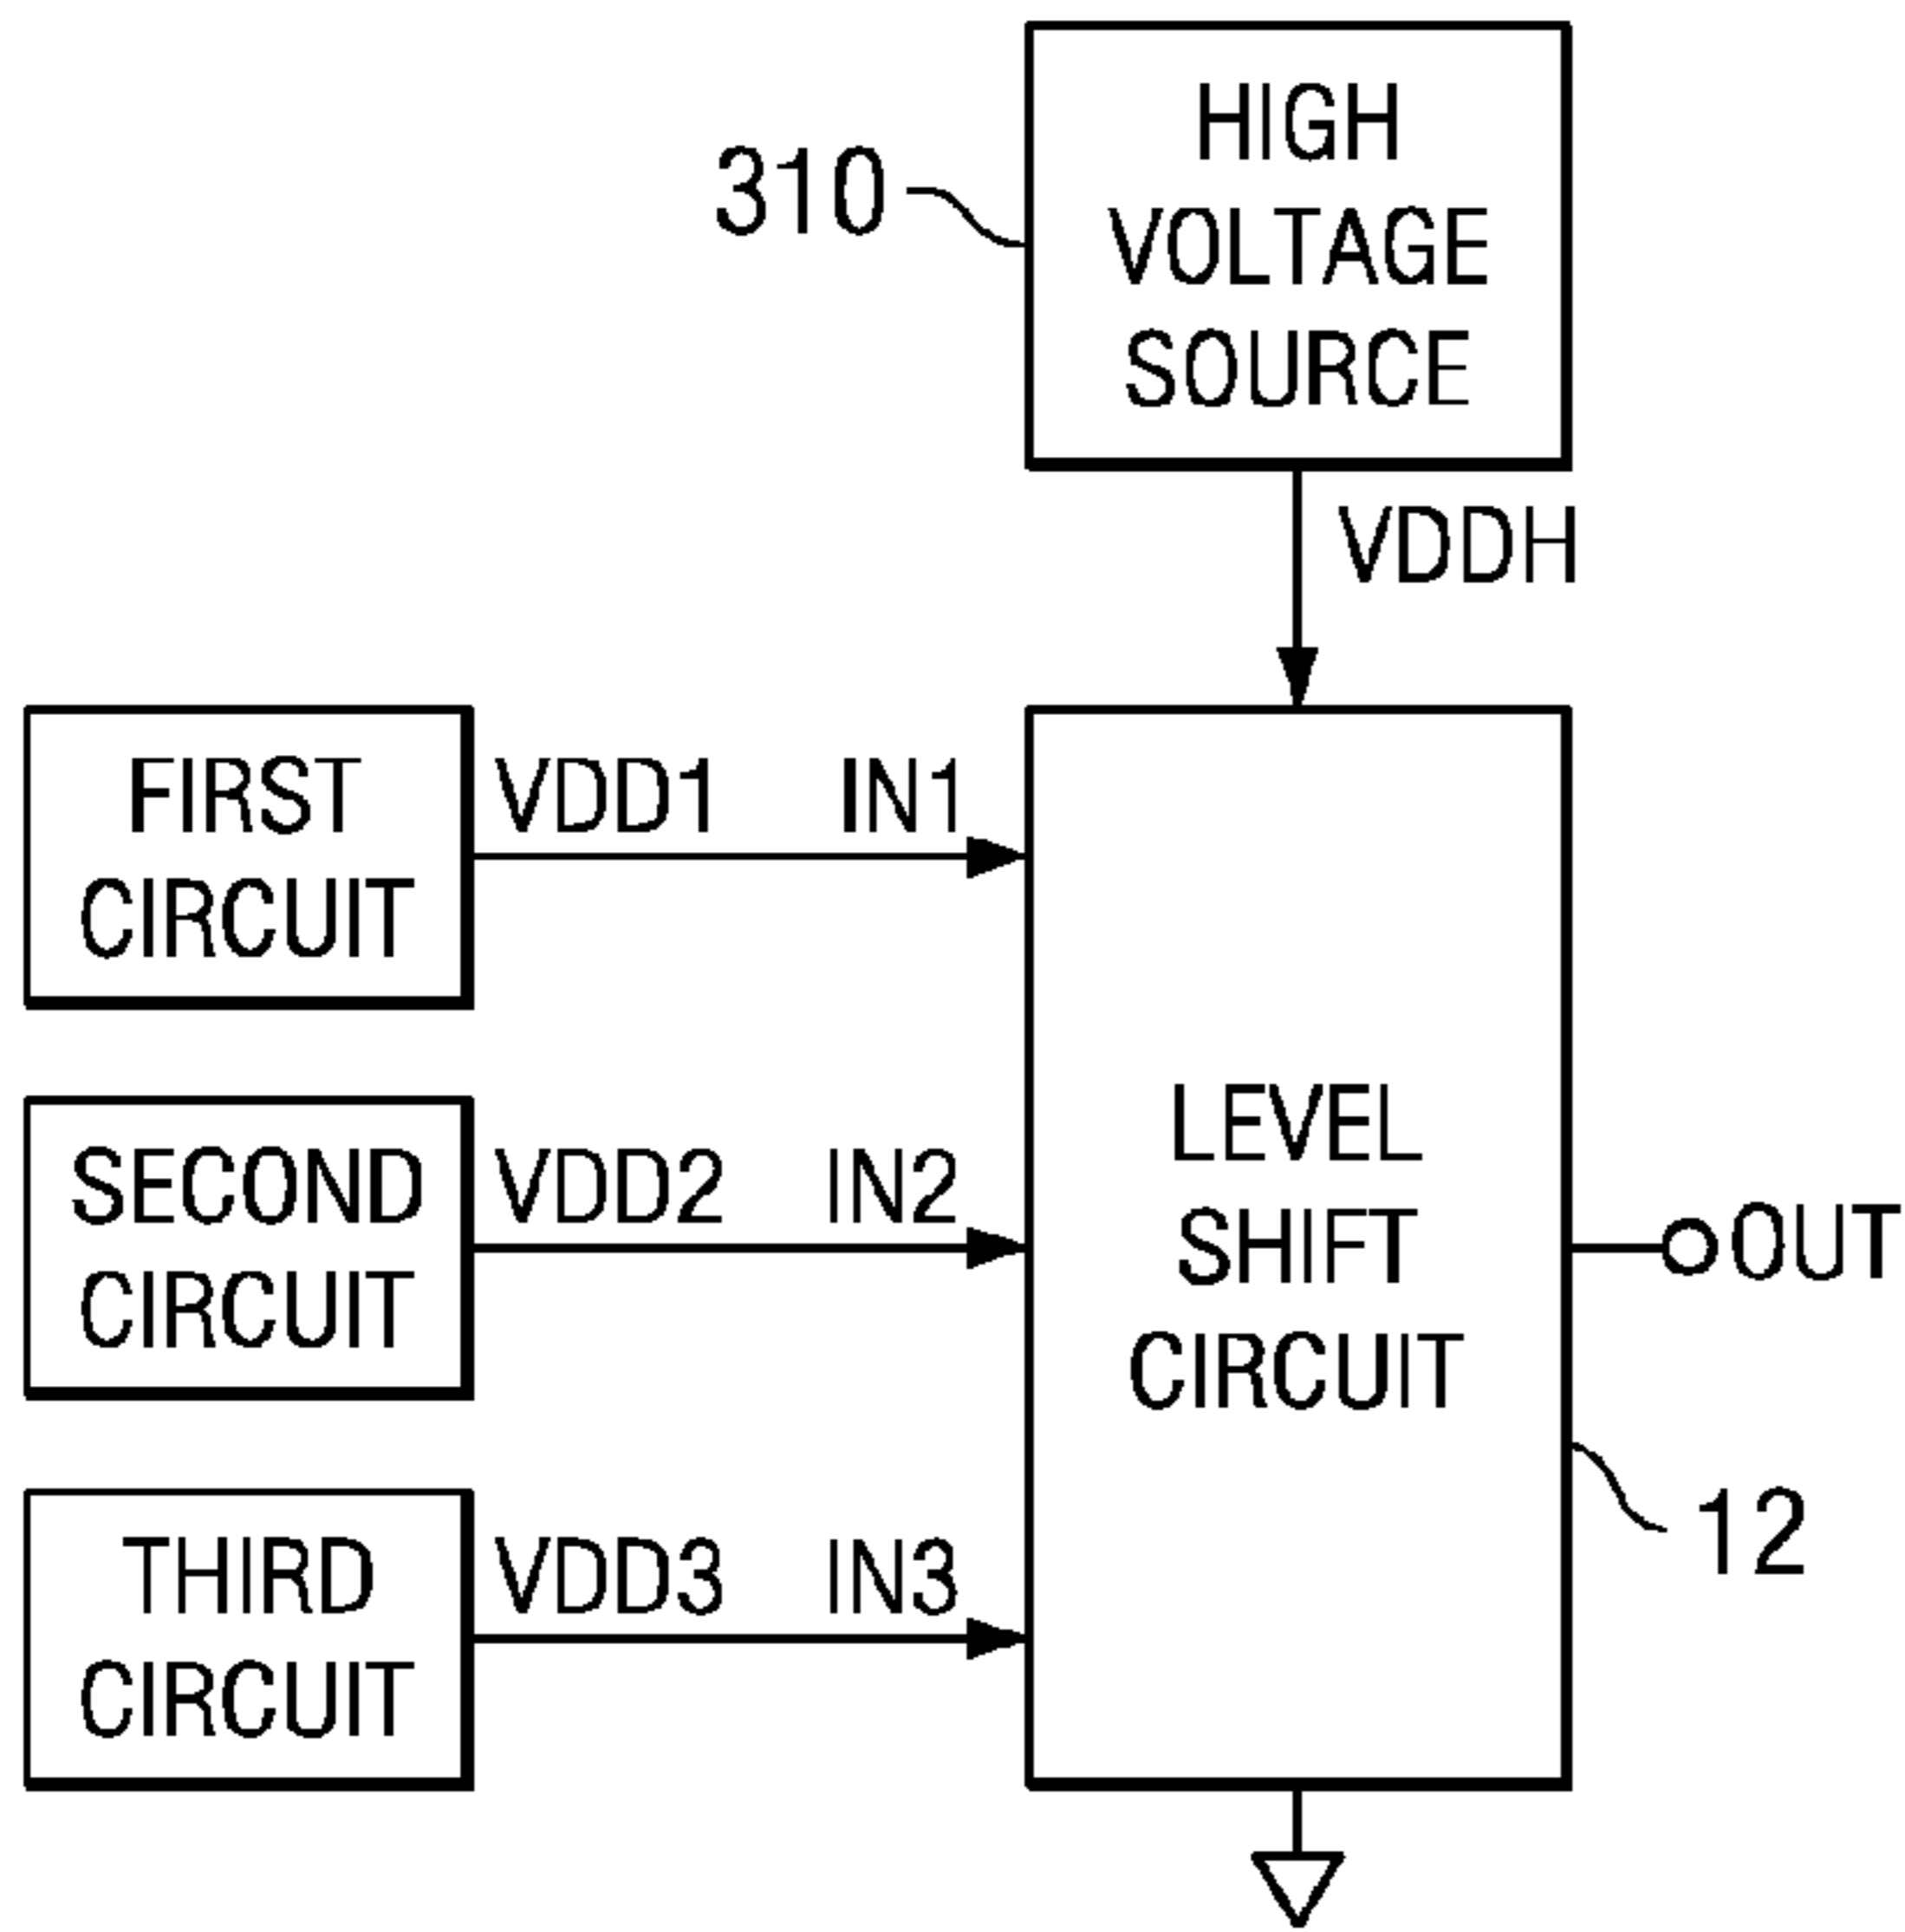 HIGH
VOLTAGE
SOURCE
310
VDDH
FIRST
CIRCUIT
VDD1 IN1
SECOND
CIRCUIT
VDD2 IN2
THIRD
CIRCUIT
VDD3 IN3
LEVEL
SHIFT
CIRCUIT
OUT
12